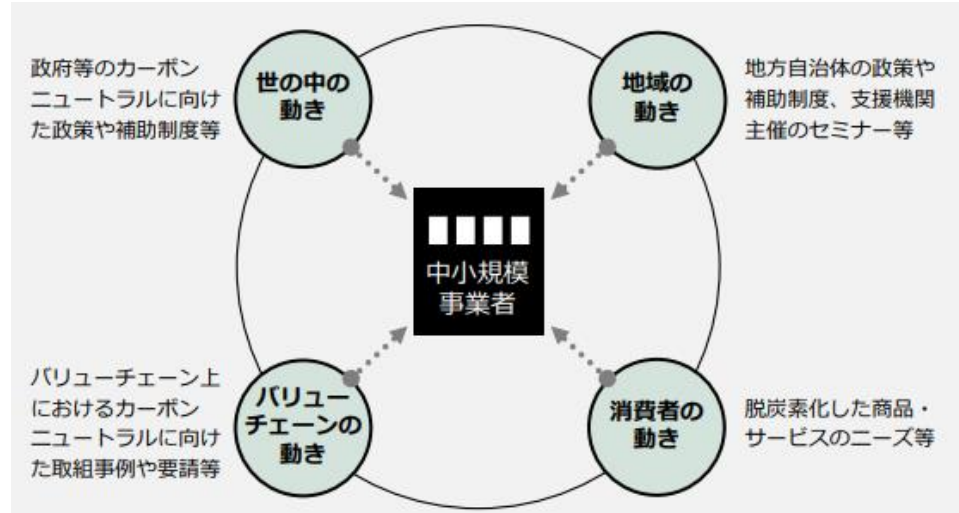 政府等のカーボン
ニュートラルに向け
た政策や補助制度等
世の中の
動き
地域の
動き
地方自治体の政策や
補助制度、支援機関
主催のセミナー等
中小規模
事業者
バリューチェーン上
におけるカーボン
ニュートラルに向け
た取組事例や要請等
バリュー
チェーンの
動き
消費者の
動き
脱炭素化した商品・
サービスのニーズ等